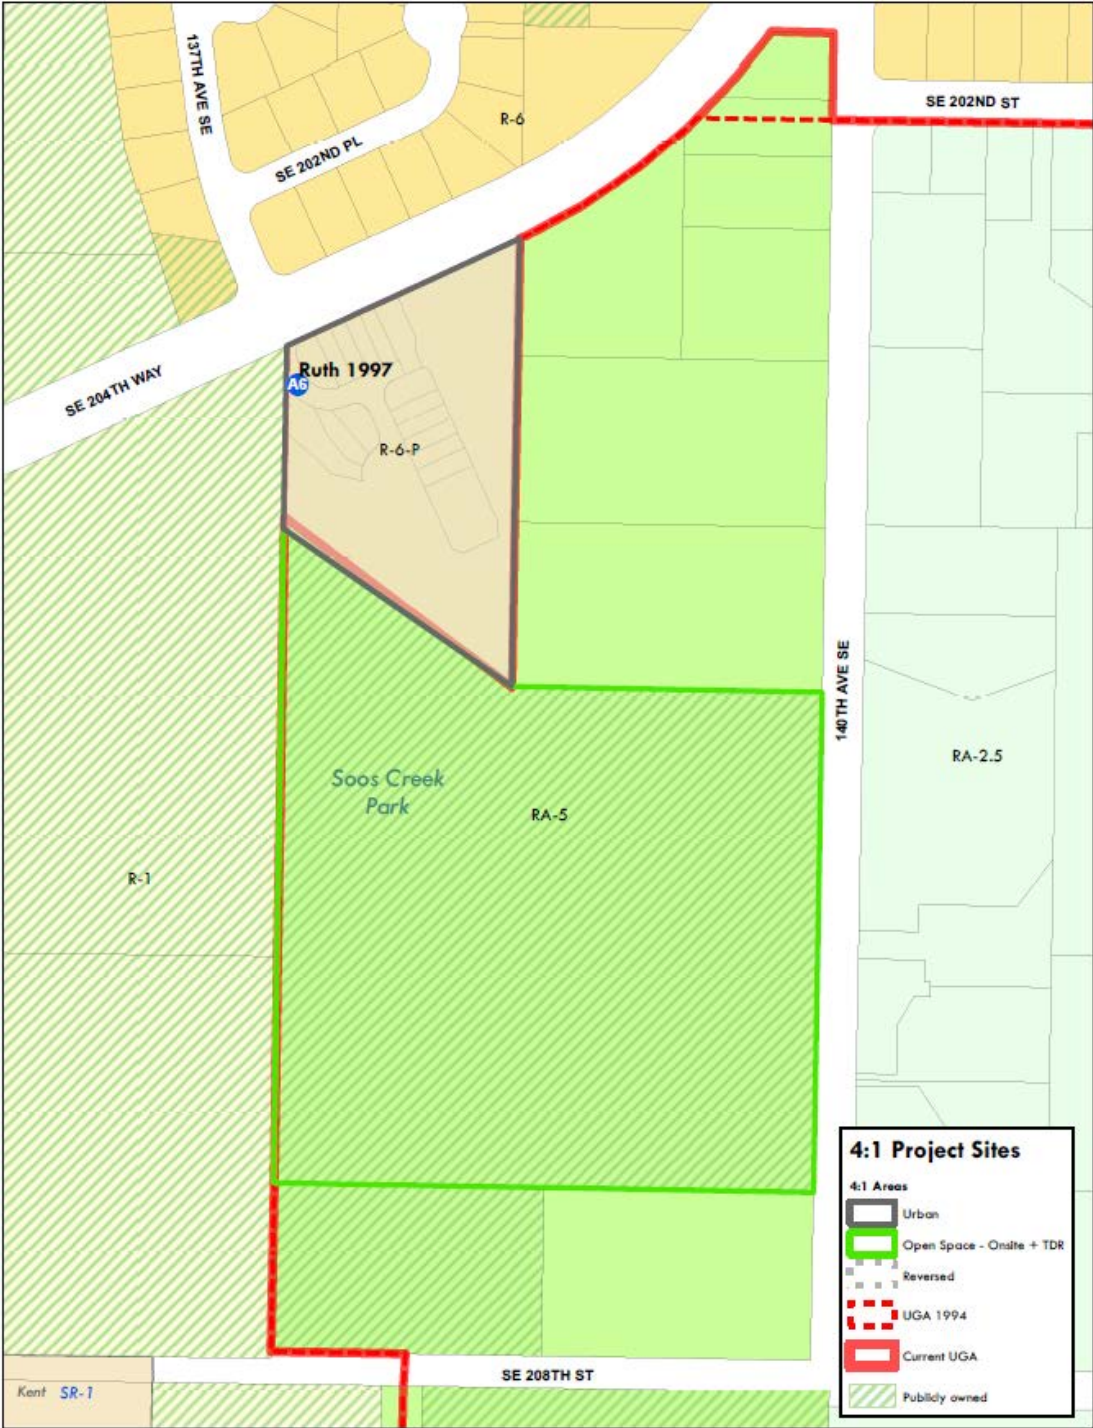 137TH AVE SE
SE 202ND ST
R-6
SE 202ND PL
Ruth 1997
A6
SE 204TH WAY
R-6-P
140TH AVE SE
RA-2.5
Soos Creek
Park
RA-5
R-1
4:1 Project Sites
4:1 Areas
Urban
Open Space - Onsite + TDR
Reversed
UGA 1994
Current UGA
Publicly owned
SE 208TH ST
Kent SR-1